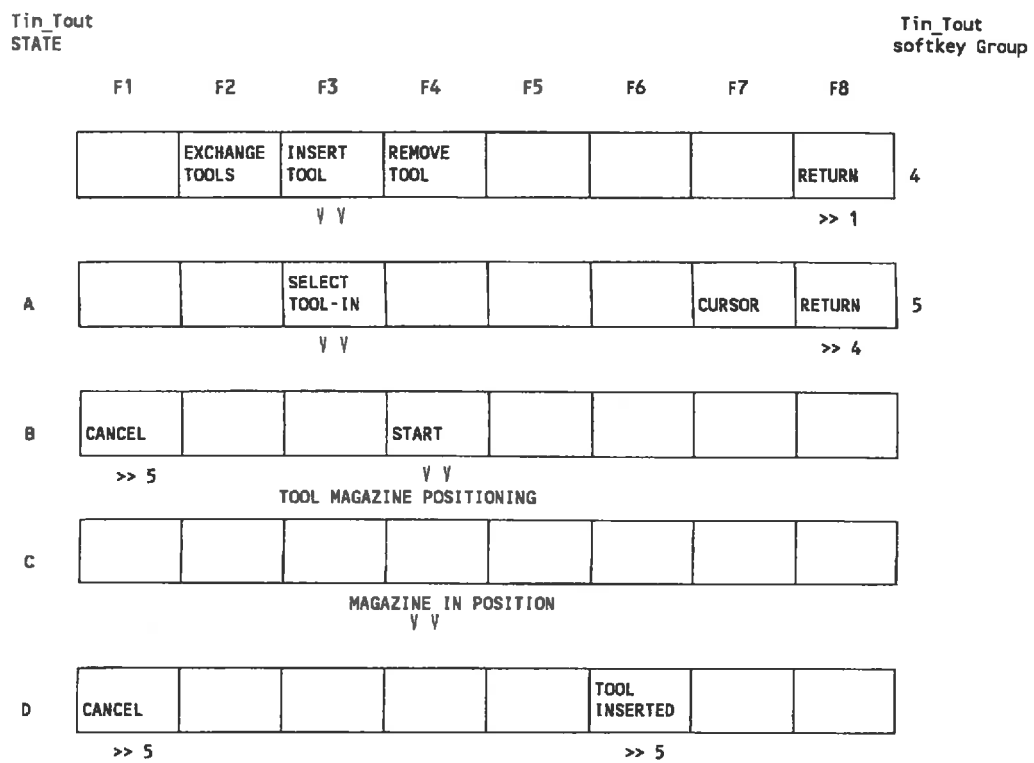 Tin_Tout STATE
Tin_Tout softkey Group
F1 F2 F3 F4 F5 F6 F7 F8
EXCHANGE TOOLS
INSERT TOOL
REMOVE TOOL
RETURN
4
V V
>> 1
A
SELECT TOOL-IN
CURSOR
RETURN
5
V V
>> 4
B
CANCEL
START
>> 5
V V
TOOL MAGAZINE POSITIONING
C
MAGAZINE IN POSITION
V V
D
CANCEL
TOOL INSERTED
>> 5
>> 5